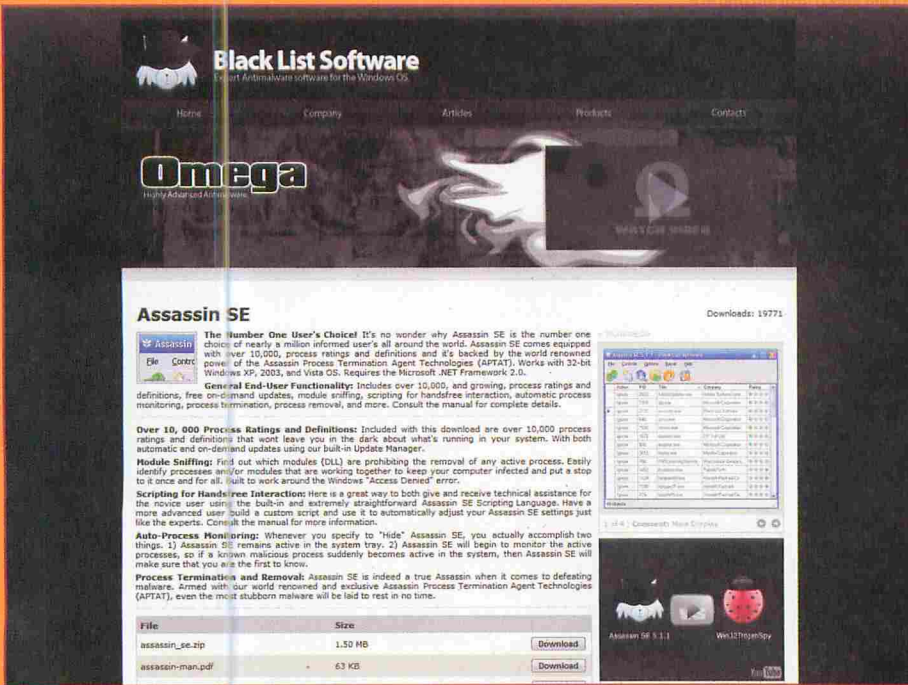 Black List Software
Expert Antimalware software for the Windows OS.
Home Company Articles Products Contacts
Omega
Highly Advanced Antimalware.
Ω
WATCH VIDEO
Assassin SE
Downloads: 19771
Assassin
File Contro
The Number One User's Choice! It's no wonder why Assassin SE is the number one
choice of nearly a million informed user's all around the world. Assassin SE comes equipped
with over 10,000, process ratings and definitions and it's backed by the world renowned
power of the Assassin Process Termination Agent Technologies (APTAT). Works with 32-bit
Windows XP, 2003, and Vista OS. Requires the Microsoft .NET Framework 2.0.
General End-User Functionality: Includes over 10,000, and growing, process ratings and
definitions, free on-demand updates, module sniffing, scripting for handsfree interaction, automatic process
monitoring, process termination, process removal, and more. Consult the manual for complete details.
Over 10, 000 Process Ratings and Definitions: Included with this download are over 10,000 process
ratings and definitions that wont leave you in the dark about what's running in your system. With both
automatic and on-demand updates using our built-in Update Manager.
Module Sniffing: Find out which modules (DLL) are prohibiting the removal of any active process. Easily
identify processes and/or modules that are working together to keep your computer infected and put a stop
to it once and for all. Built to work around the Windows "Access Denied" error.
Scripting for Handsfree Interaction: Here is a great way to both give and receive technical assistance for
the novice user using the built-in and extremely straightforward Assassin SE Scripting Language. Have a
more advanced user build a custom script and use it to automatically adjust your Assassin SE settings just
like the experts. Consult the manual for more information.
Auto-Process Monitoring: Whenever you specify to "Hide" Assassin SE, you actually accomplish two
things. 1) Assassin SE remains active in the system tray. 2) Assassin SE will begin to monitor the active
processes, so if a known malicious process suddenly becomes active in the system, then Assassin SE will
make sure that you are the first to know.
Process Termination and Removal: Assassin SE is indeed a true Assassin when it comes to defeating
malware. Armed with our world renowned and exclusive Assassin Process Termination Agent Technologies
(APTAT), even the most stubborn malware will be laid to rest in no time.
File Size
assassin_se.zip 1.50 MB Download
assassin-man.pdf 63 KB Download
1 of 4 | Comment:
Assassin SE 5.1.1
Win32TrojanSpy
You Tube